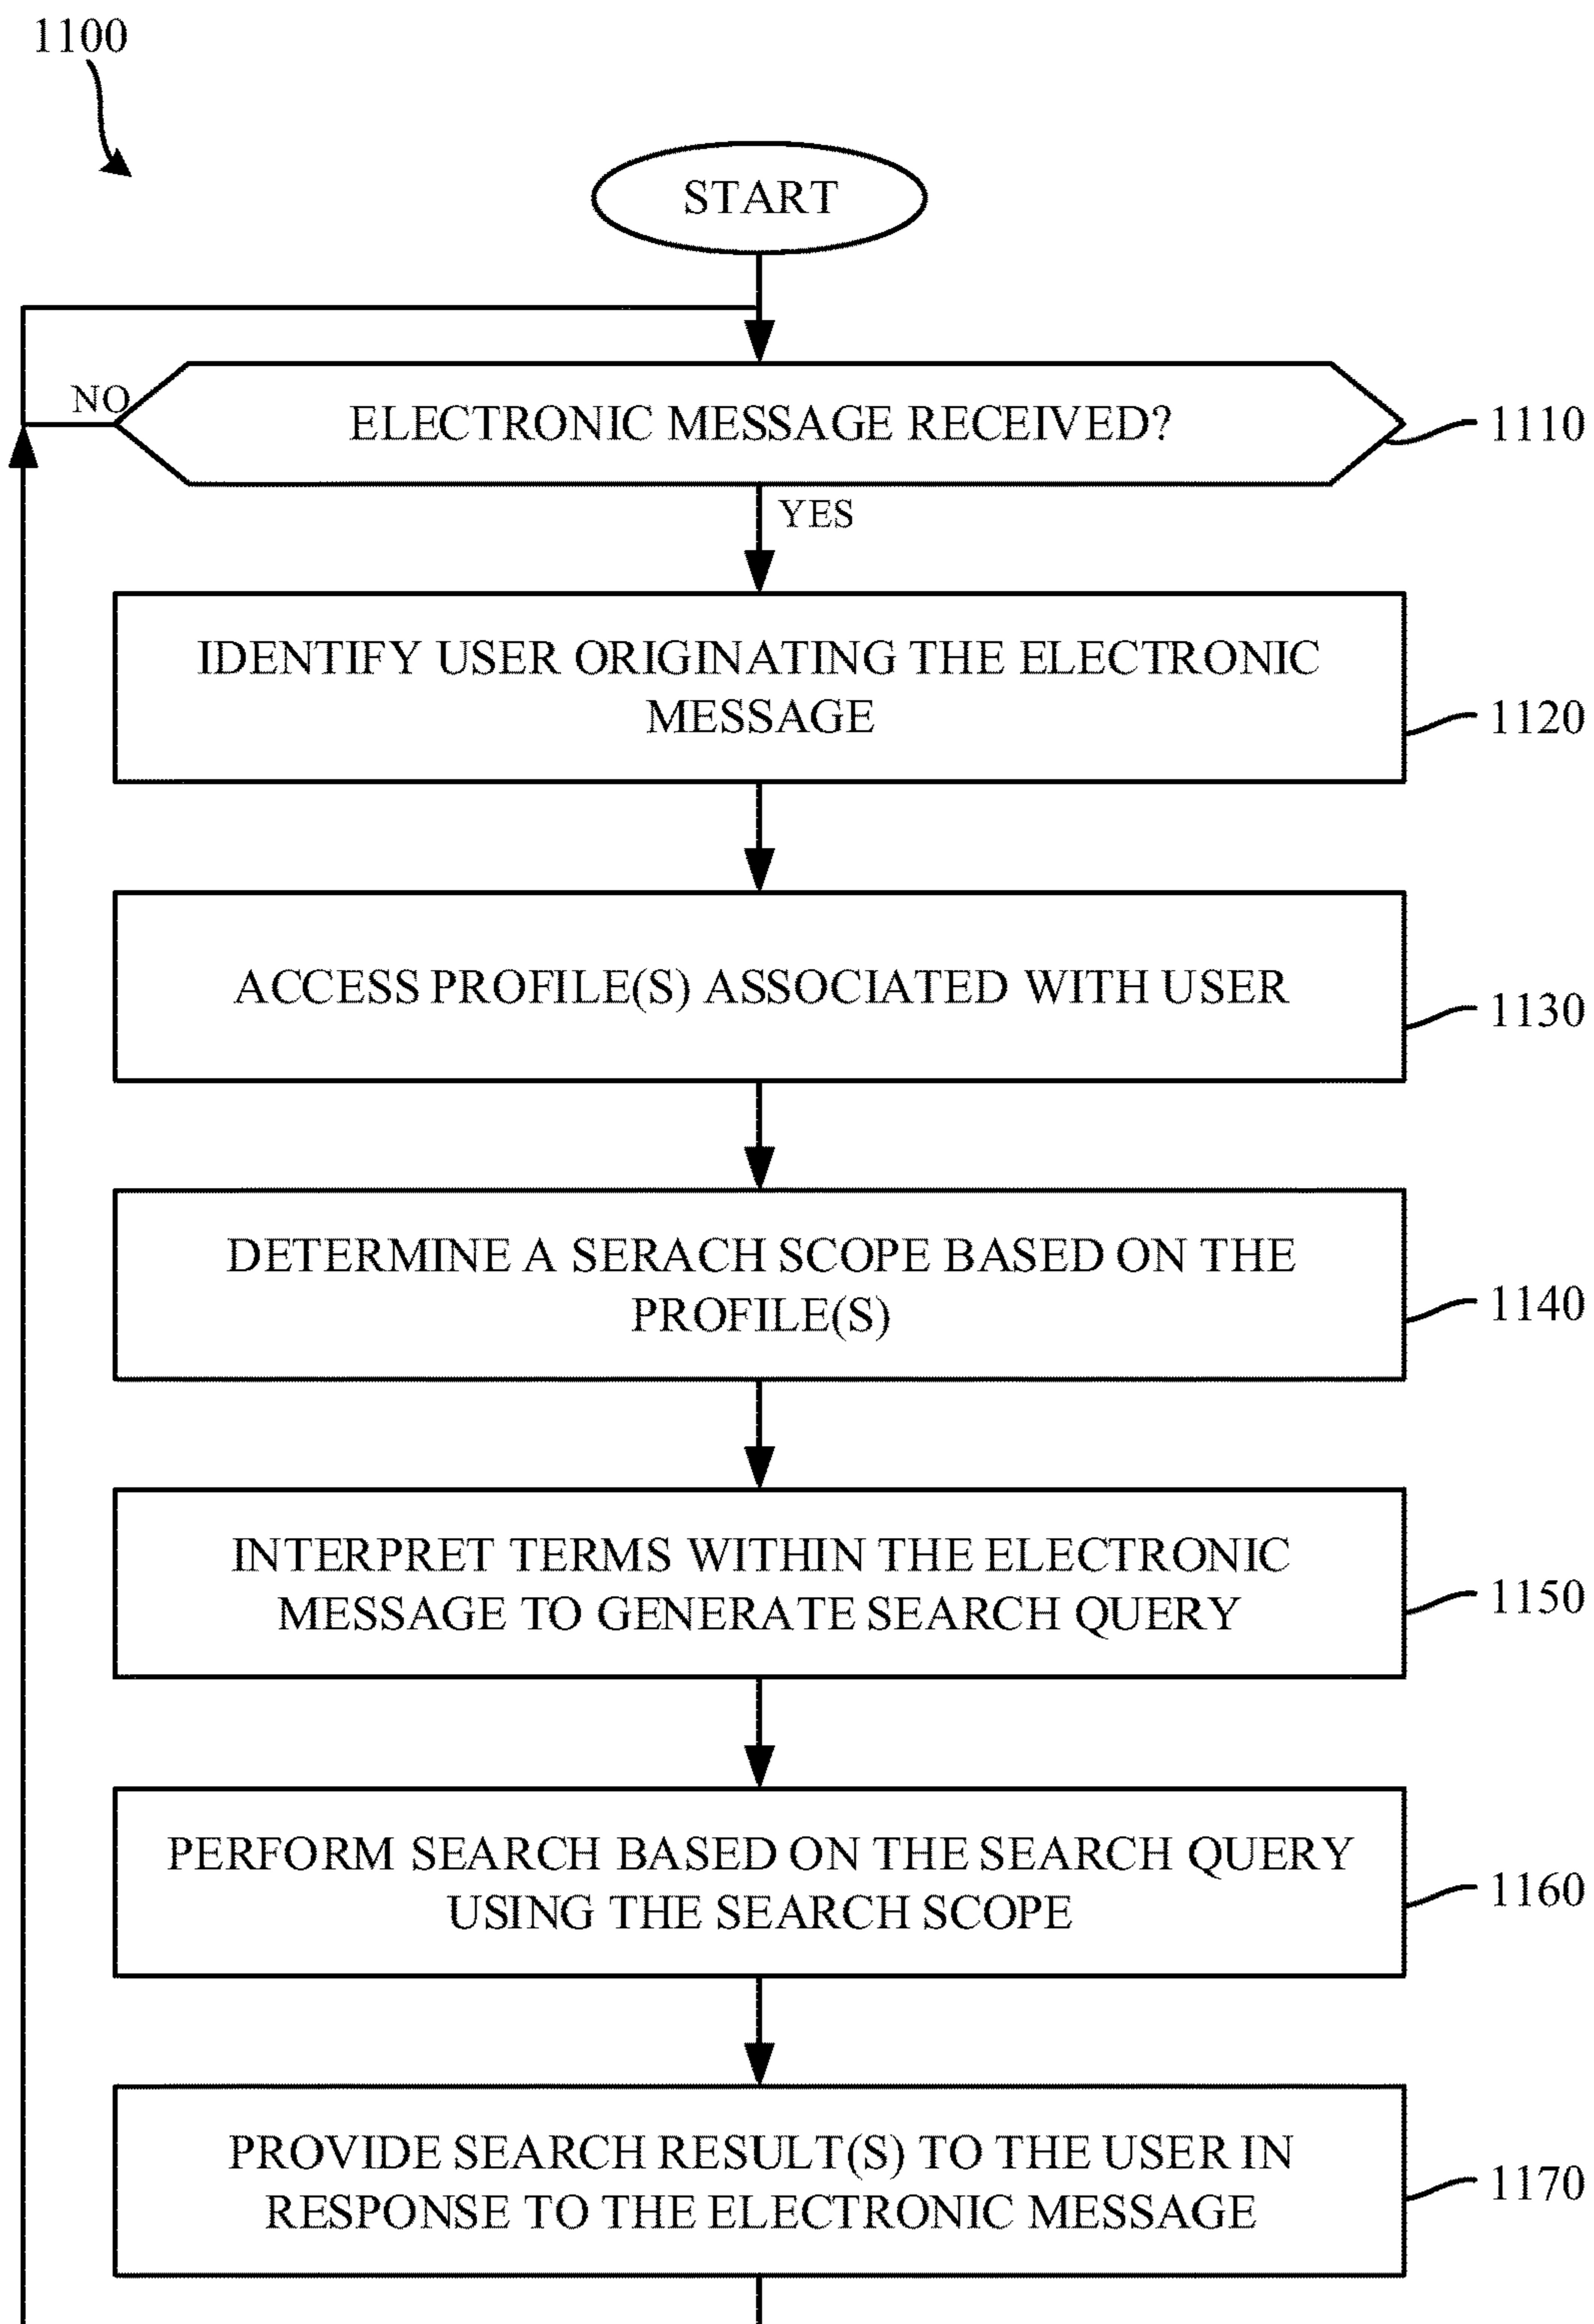 1100
START
NO
ELECTRONIC MESSAGE RECEIVED?
1110
YES
IDENTIFY USER ORIGINATING THE ELECTRONIC
MESSAGE
1120
ACCESS PROFILE(S) ASSOCIATED WITH USER
1130
DETERMINE A SERACH SCOPE BASED ON THE
PROFILE(S)
1140
INTERPRET TERMS WITHIN THE ELECTRONIC
MESSAGE TO GENERATE SEARCH QUERY
1150
PERFORM SEARCH BASED ON THE SEARCH QUERY
USING THE SEARCH SCOPE
1160
PROVIDE SEARCH RESULT(S) TO THE USER IN
RESPONSE TO THE ELECTRONIC MESSAGE
1170